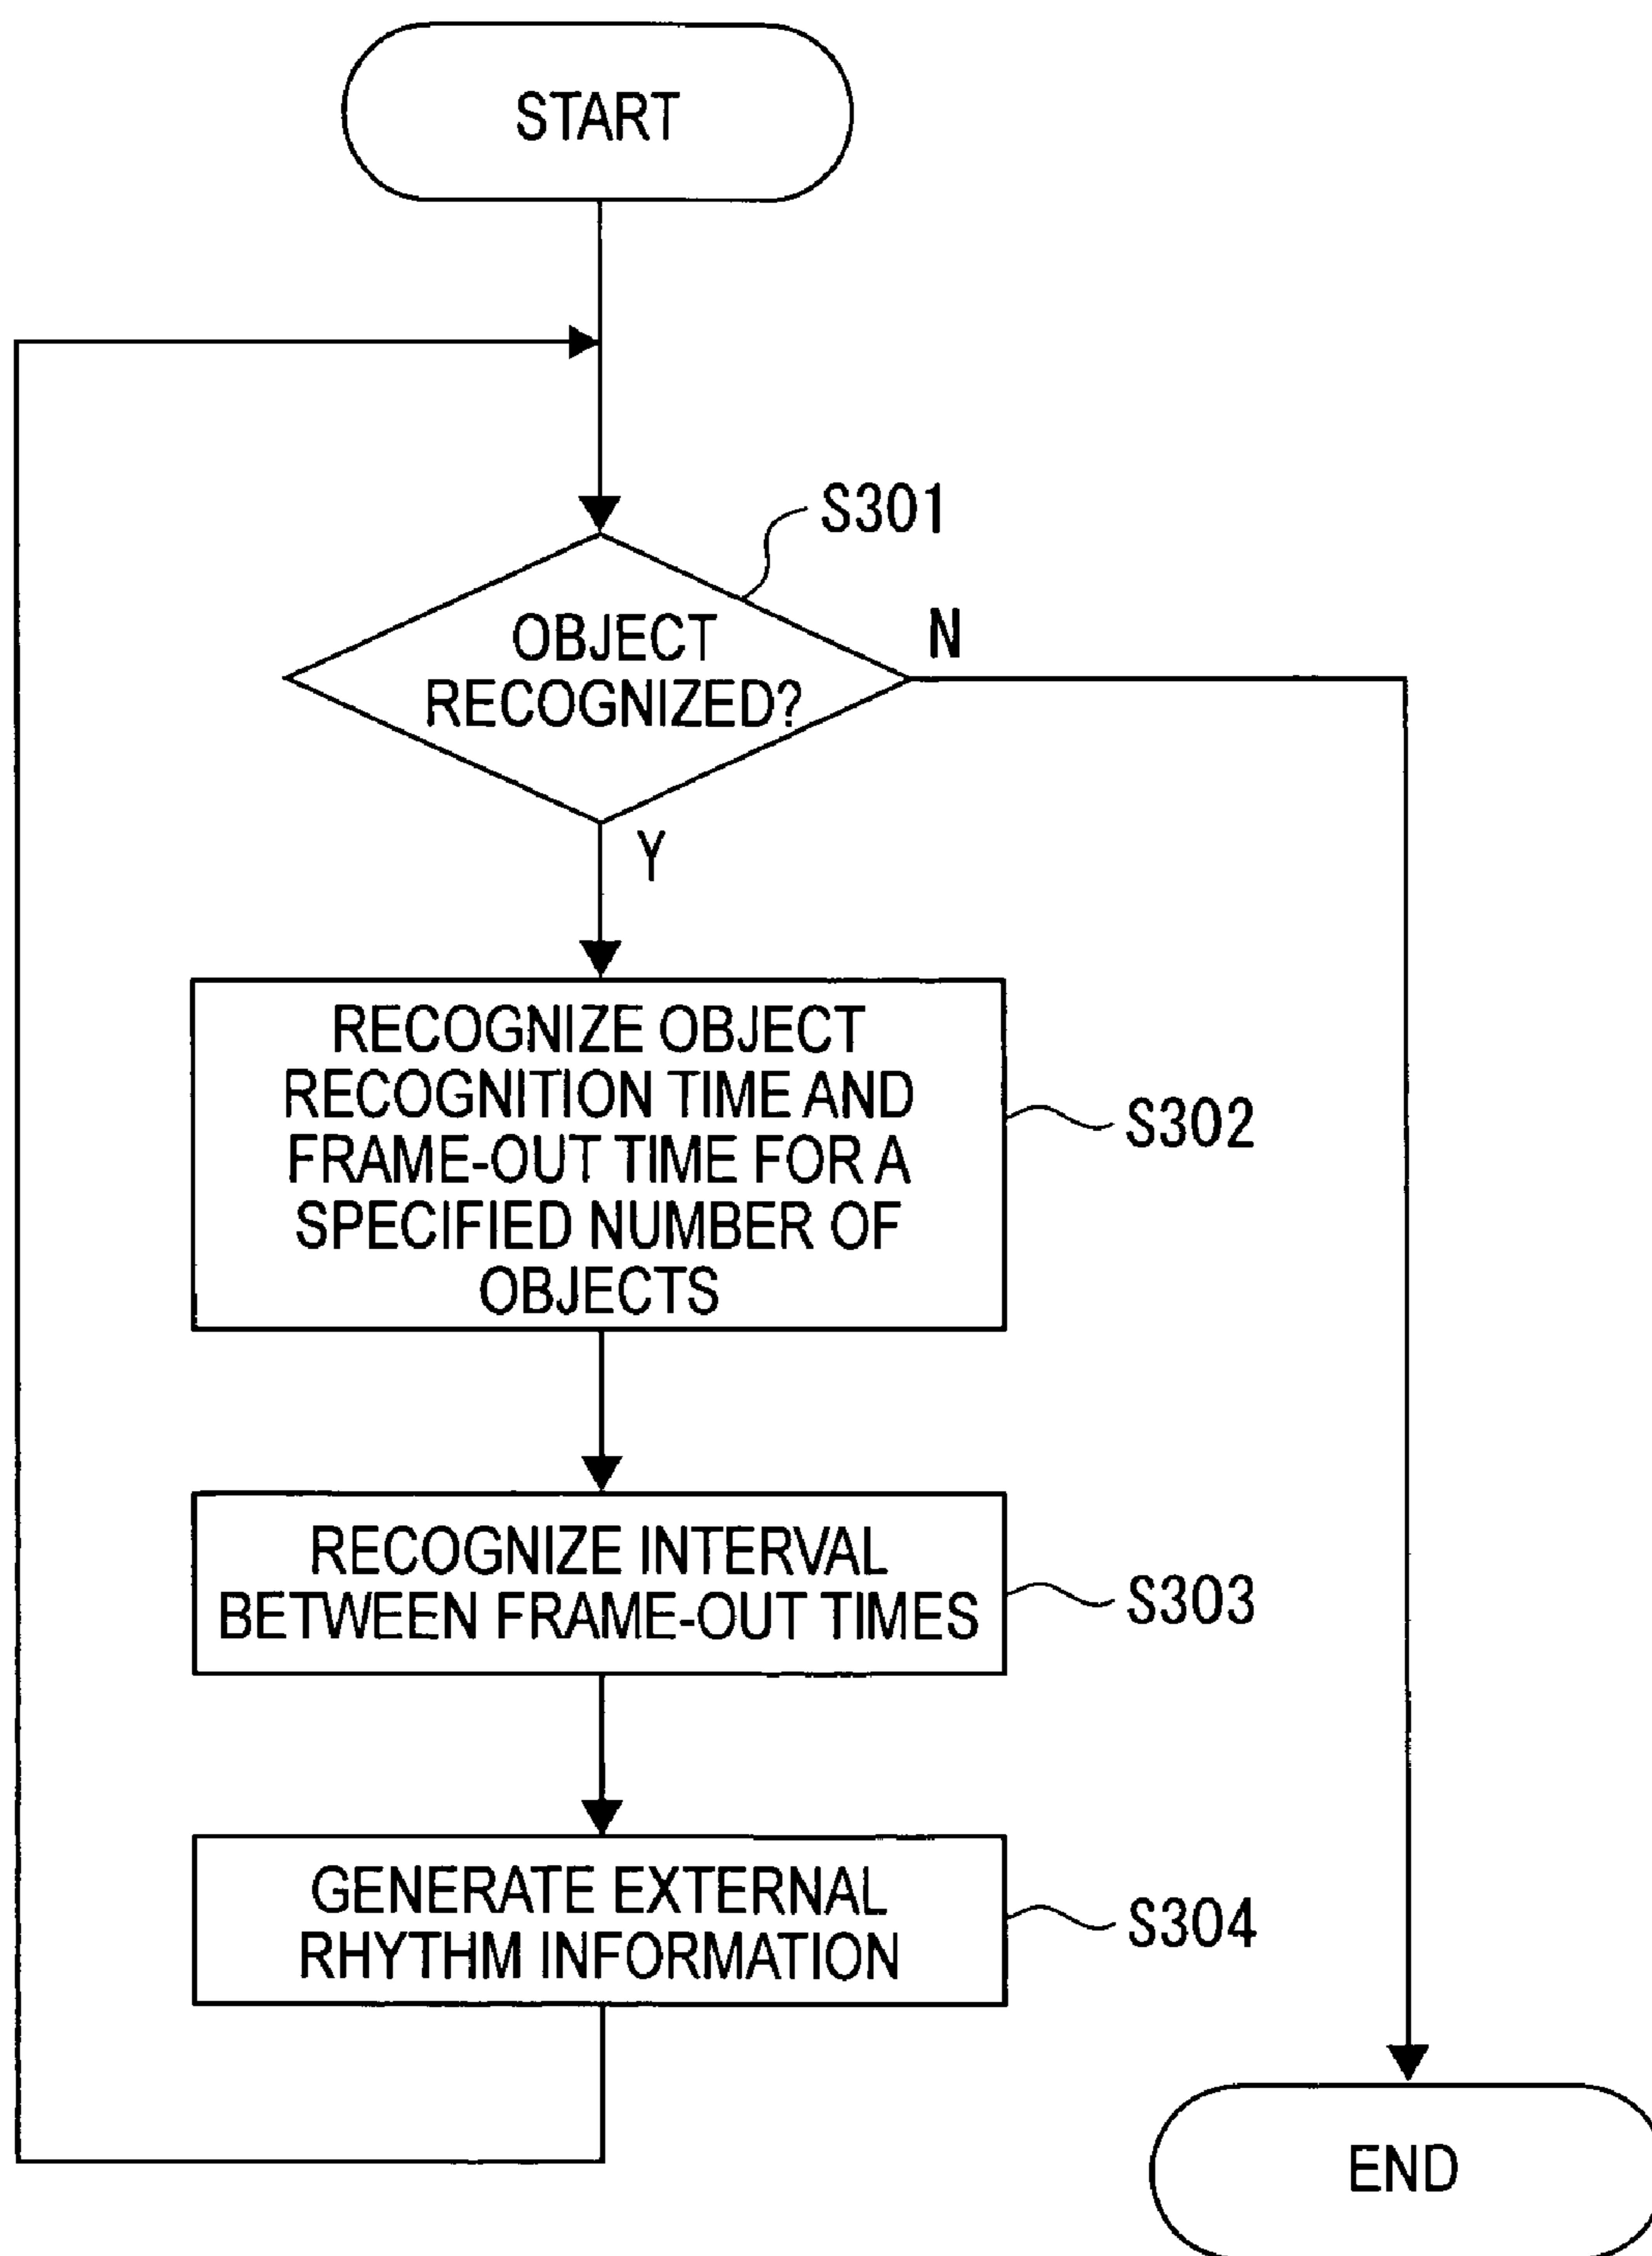 START
S301
OBJECT
RECOGNIZED?
N
Y
RECOGNIZE OBJECT
RECOGNITION TIME AND
FRAME-OUT TIME FOR A
SPECIFIED NUMBER OF
OBJECTS
S302
RECOGNIZE INTERVAL
BETWEEN FRAME-OUT TIMES
S303
GENERATE EXTERNAL
RHYTHM INFORMATION
S304
END